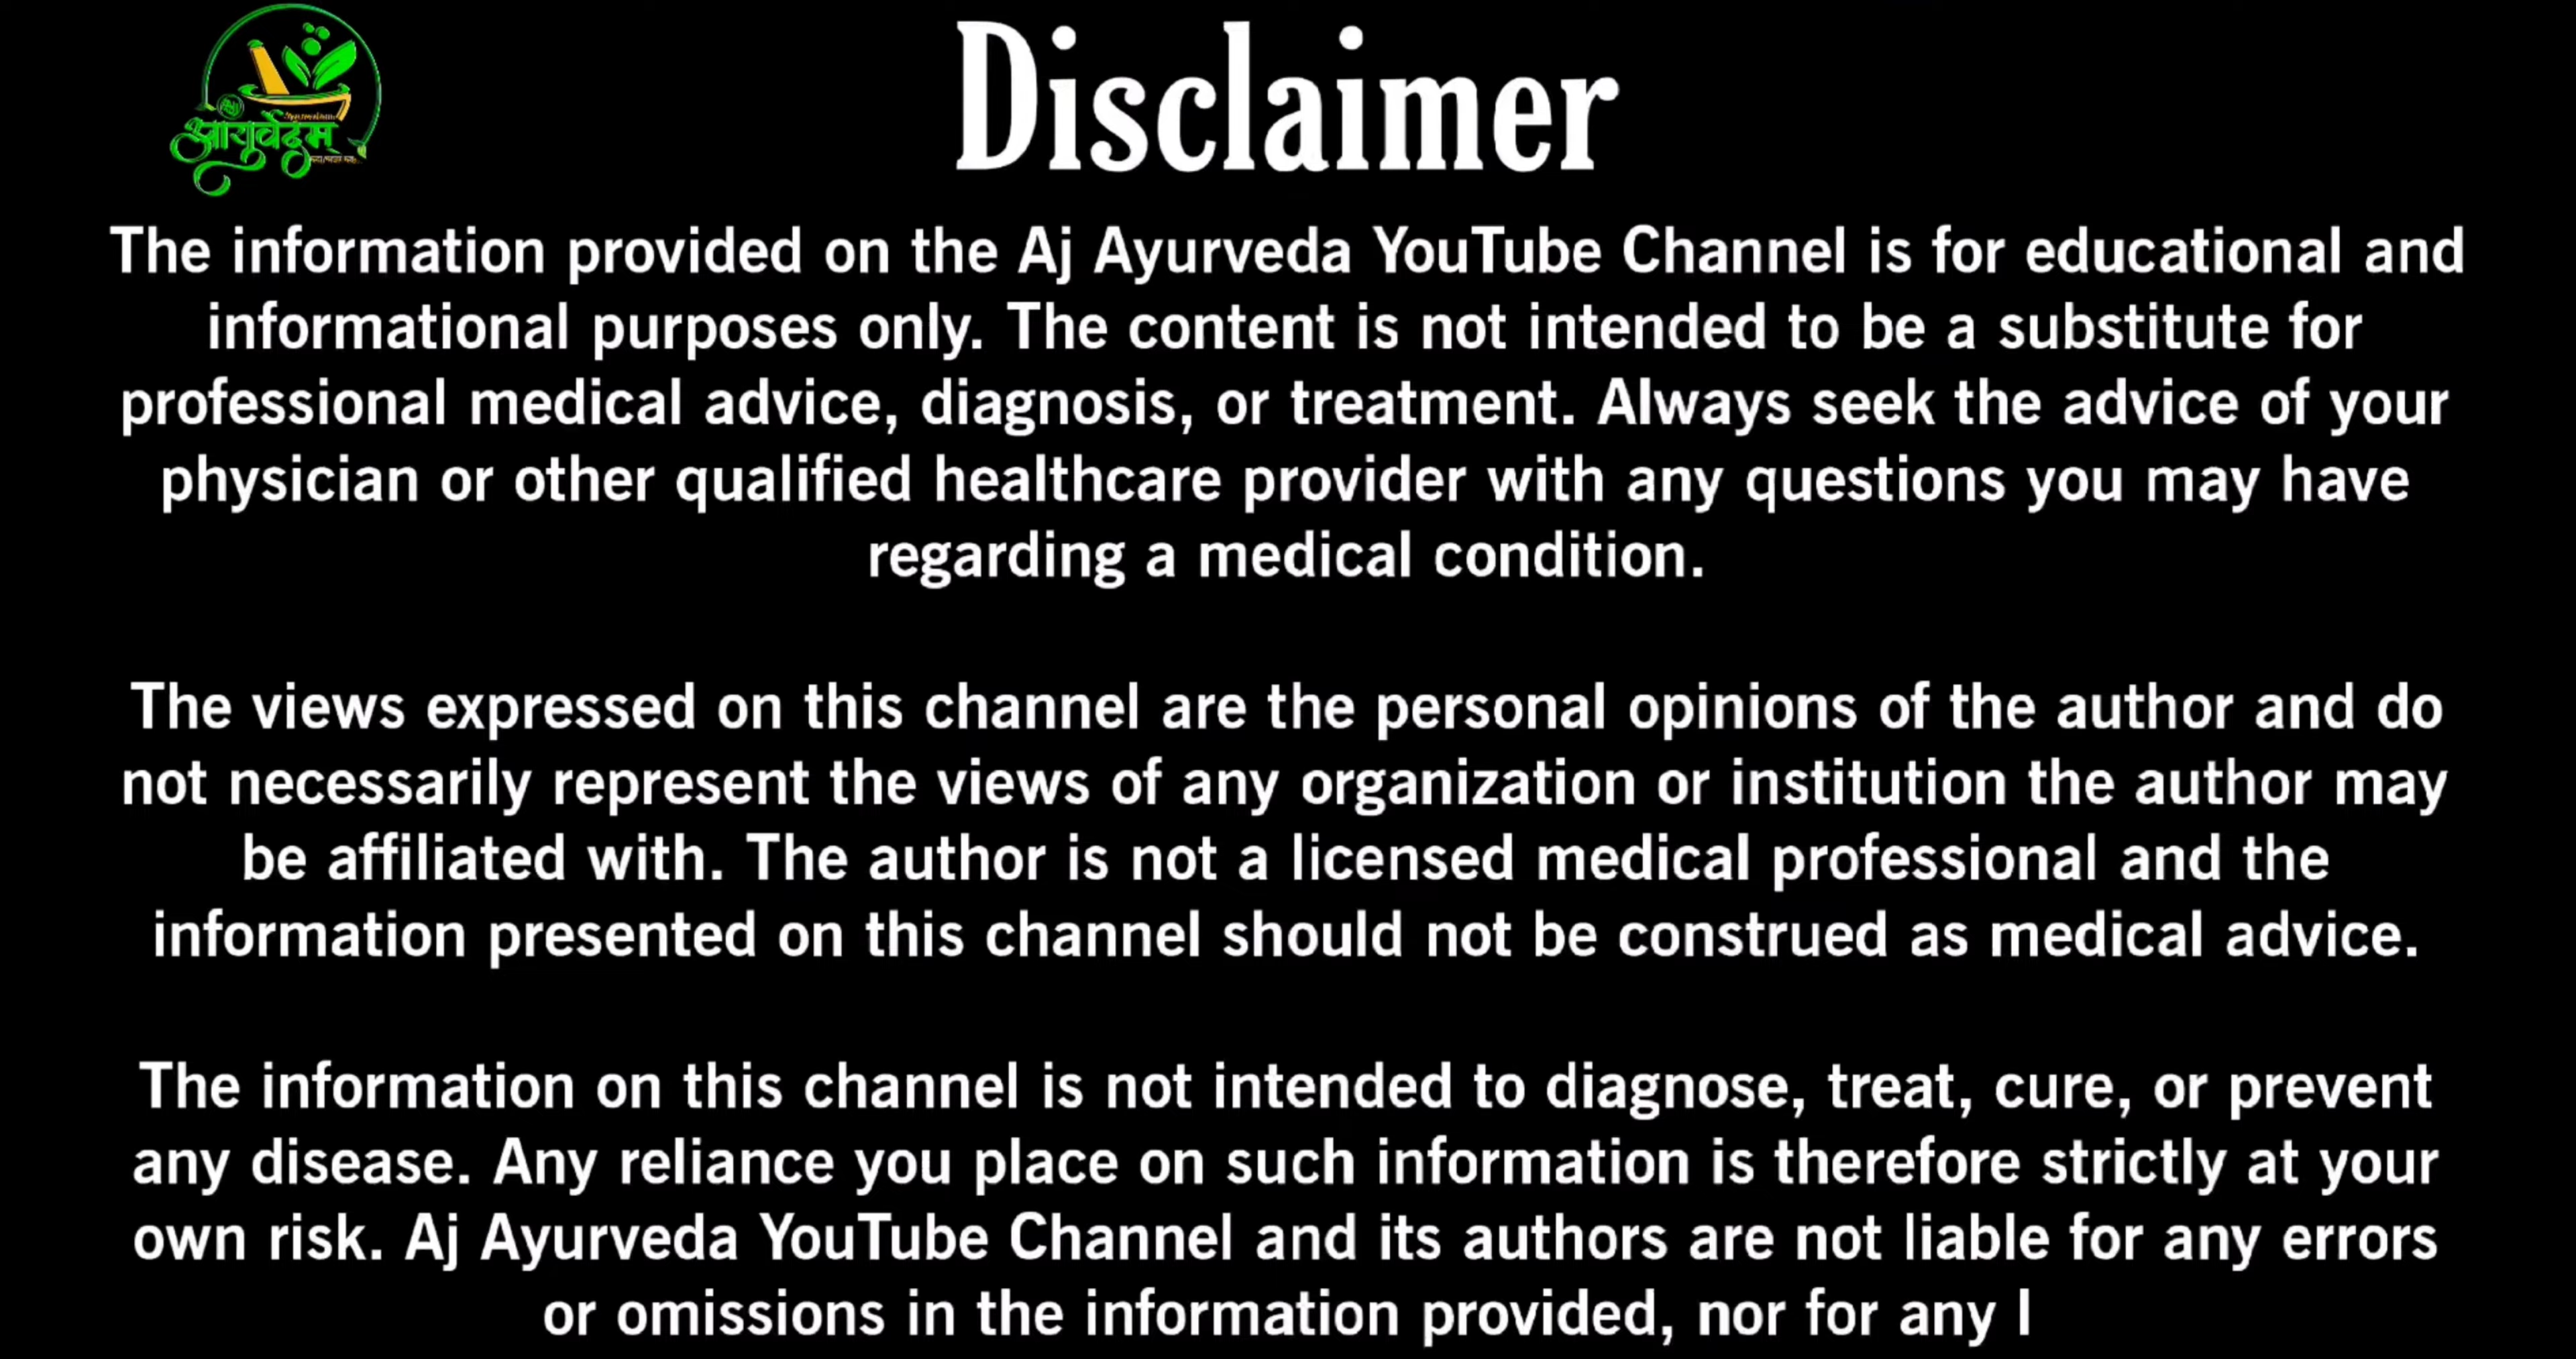 Disclaimer
आयुर्वेदम्
The information provided on the Aj Ayurveda YouTube Channel is for educational and
informational purposes only. The content is not intended to be a substitute for
professional medical advice, diagnosis, or treatment. Always seek the advice of your
physician or other qualified healthcare provider with any questions you may have
regarding a medical condition.
The views expressed on this channel are the personal opinions of the author and do
not necessarily represent the views of any organization or institution the author may
be affiliated with. The author is not a licensed medical professional and the
information presented on this channel should not be construed as medical advice.
The information on this channel is not intended to diagnose, treat, cure, or prevent
any disease. Any reliance you place on such information is therefore strictly at your
own risk. Aj Ayurveda YouTube Channel and its authors are not liable for any errors
or omissions in the information provided, nor for any l